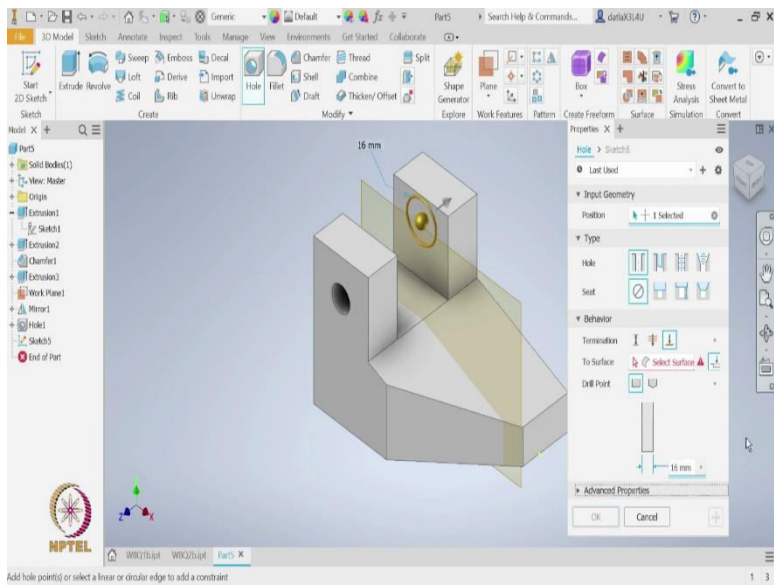 Generic Default Part5 Search Help & Commands... datlaX3L4U
File 3D Model Sketch Annotate Inspect Tools Manage View Environments Get Started Collaborate
Sweep Emboss Decal Chamfer Thread Split
Start 2D Sketch Extrude Revolve Loft Derive Import Hole Fillet Shell Combine Shape Generator Plane Box Stress Analysis Convert to Sheet Metal
Coil Rib Unwrap Draft Thicken/ Offset
Sketch Create Modify Explore Work Features Pattern Create Freeform Surface Simulation Convert
Model X +
Properties X +
Part5
Hole > Sketch5
Solid Bodies(1)
View: Master
Last Used
Origin
Extrusion1
Input Geometry
Sketch1
Position 1 Selected
Extrusion2
Type
Chamfer1
Hole
Extrusion3
Work Plane1
Seat
Mirror1
Hole1
Behavior
Sketch5
Termination
End of Part
To Surface Select Surface
Drill Point
16 mm
16 mm
Advanced Properties
OK Cancel
NPTEL
W8Q1b.ipt W8Q2b.ipt Part5 X
Add hole point(s) or select a linear or circular edge to add a constraint
1 3